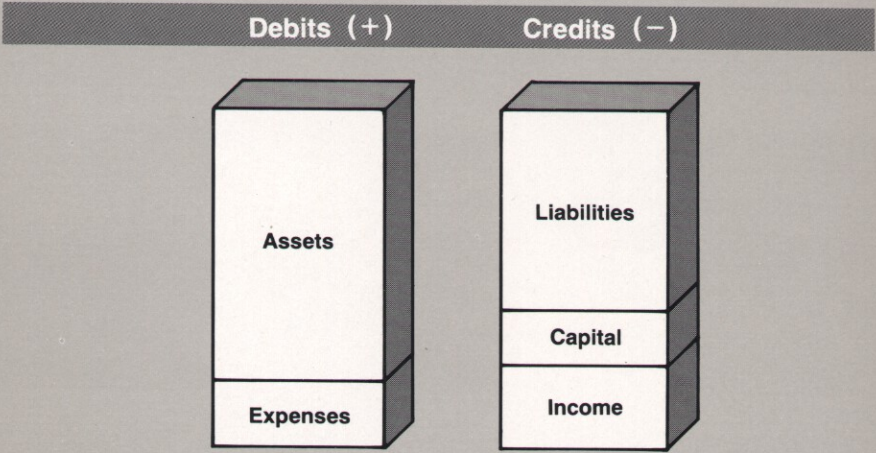 Debits (+) Credits (−)
Assets
Expenses
Liabilities
Capital
Income